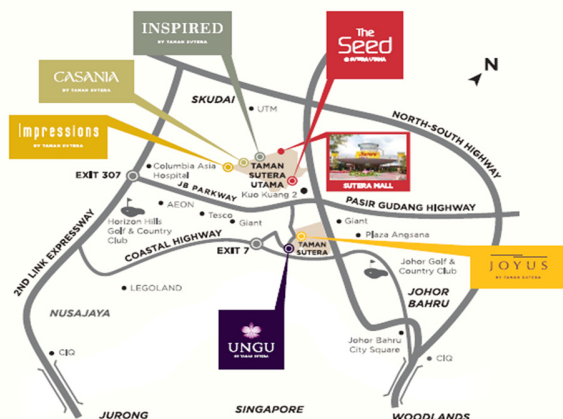 INSPIRED
BY TAMAN SUTERA
The
Seed
@ SUTERA UTAMA
CASANIA
BY TAMAN SUTERA
Impressions
BY TAMAN SUTERA
N
SKUDAI
UTM
NORTH-SOUTH HIGHWAY
TAMAN
SUTERA
UTAMA
SUTERA MALL
Columbia Asia
Hospital
EXIT 307
Kuo Kuang 2
JB PARKWAY
PASIR GUDANG HIGHWAY
AEON
Tesco
Giant
Horizon Hills
Golf & Country
Club
Giant
Plaza Angsana
COASTAL HIGHWAY
EXIT 7
TAMAN
SUTERA
JOYUS
BY TAMAN SUTERA
2ND LINK EXPRESSWAY
Johor Golf &
Country Club
LEGOLAND
JOHOR
BAHRU
NUSAJAYA
UNGU
BY TAMAN SUTERA
Johor Bahru
City Square
CIQ
CIQ
JURONG
SINGAPORE
WOODLANDS